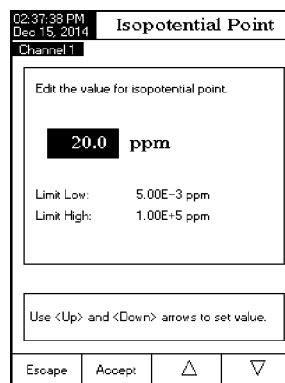 02:37:38 PM
Dec 15, 2014
Isopotential Point
Channel 1
Edit the value for isopotential point.
20.0 ppm
Limit Low: 5.00E-3 ppm
Limit High: 1.00E+5 ppm
Use <Up> and <Down> arrows to set value.
Escape Accept △ ▽